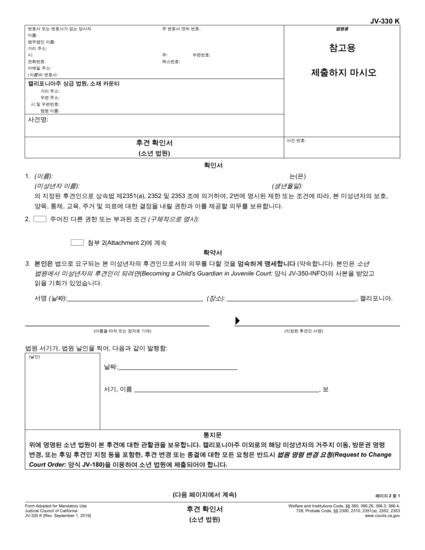 JV-330 K
변호사 또는 변호사가 없는 당사자
주 변호사 면허 번호:
법원용
이름:
법무법인 이름:
거리 주소:
시:
주:
우편번호:
전화번호:
팩스번호:
이메일 주소:
(이름)의 변호사:
참고용
제출하지 마시오
캘리포니아주 상급 법원, 소재 카운티
거리 주소:
우편 주소:
시 및 우편번호:
법원 이름:
사건명:
후견 확인서
(소년 법원)
사건 번호:
확인서
1. (이름): 는(은)
(미성년자 이름): (생년월일):
의 지정된 후견인으로 상속법 제2351(a), 2352 및 2353 조에 의거하여, 2번에 명시된 제한 또는 조건에 따라, 본 미성년자의 보호,
양육, 통제, 교육, 주거 및 의료에 대한 결정을 내릴 권한과 이를 제공할 의무를 보유합니다.
2. 주어진 다른 권한 또는 부과된 조건 (구체적으로 명시):
첨부 2(Attachment 2)에 계속
확약서
3. 본인은 법으로 요구되는 본 미성년자의 후견인으로서의 의무를 다할 것을 엄숙하게 맹세합니다 (약속합니다). 본인은 소년
법원에서 미성년자의 후견인이 되려면(Becoming a Child's Guardian in Juvenile Court: 양식 JV-350-INFO)의 사본을 받았고
읽을 기회가 있었습니다.
서명 (날짜): (장소): , 캘리포니아.
(이름을 타자 또는 정자로 기재)
(지정된 후견인 서명)
법원 서기가, 법원 날인을 찍어, 다음과 같이 발행함:
(날인)
날짜:
서기, 이름 , 보
통지문
위에 명명된 소년 법원이 본 후견에 대한 관할권을 보유합니다. 캘리포니아주 이외로의 해당 미성년자의 거주지 이동, 방문권 명령
변경, 또는 후임 후견인 지정 등을 포함한, 후견 변경 또는 종결에 대한 모든 요청은 반드시 법원 명령 변경 요청(Request to Change
Court Order: 양식 JV-180)을 이용하여 소년 법원에 제출되어야 합니다.
(다음 페이지에서 계속)
페이지 2 중 1
Form Adopted for Mandatory Use
Judicial Council of California
JV-330 K [Rev. September 1, 2018]
후견 확인서
(소년 법원)
Welfare and Institutions Code, §§ 360, 366.26, 366.3, 366.4,
728; Probate Code, §§ 2300, 2310, 2351(a), 2352, 2353
www.courts.ca.gov